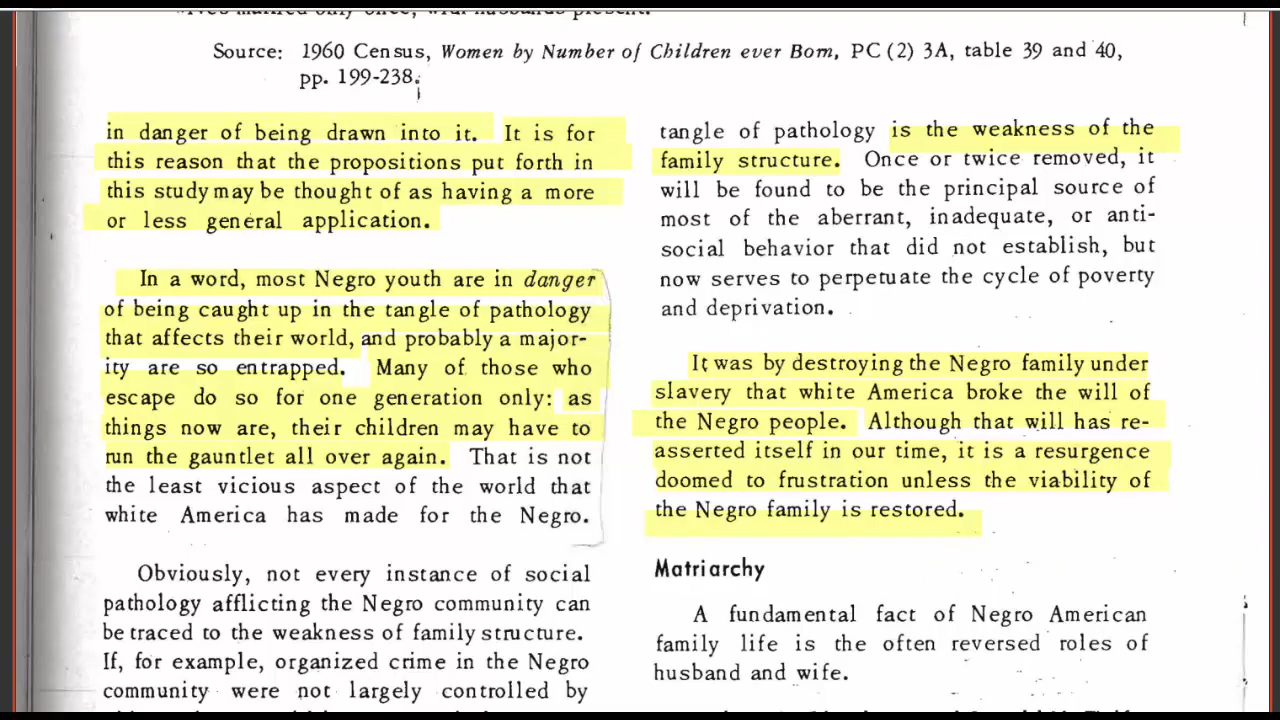 Source: 1960 Census, Women by Number of Children ever Born, PC (2) 3A, table 39 and 40,
pp. 199-238.
in danger of being drawn into it. It is for
this reason that the propositions put forth in
this study may be thought of as having a more
or less general application.
In a word, most Negro youth are in danger
of being caught up in the tangle of pathology
that affects their world, and probably a major-
ity are so entrapped. Many of those who
escape do so for one generation only: as
things now are, their children may have to
run the gauntlet all over again. That is not
the least vicious aspect of the world that
white America has made for the Negro.
Obviously, not every instance of social
pathology afflicting the Negro community can
be traced to the weakness of family structure.
If, for example, organized crime in the Negro
community were not largely controlled by
tangle of pathology is the weakness of the
family structure. Once or twice removed, it
will be found to be the principal source of
most of the aberrant, inadequate, or anti-
social behavior that did not establish, but
now serves to perpetuate the cycle of poverty
and deprivation.
It was by destroying the Negro family under
slavery that white America broke the will of
the Negro people. Although that will has re-
asserted itself in our time, it is a resurgence
doomed to frustration unless the viability of
the Negro family is restored.
Matriarchy
A fundamental fact of Negro American
family life is the often reversed roles of
husband and wife.